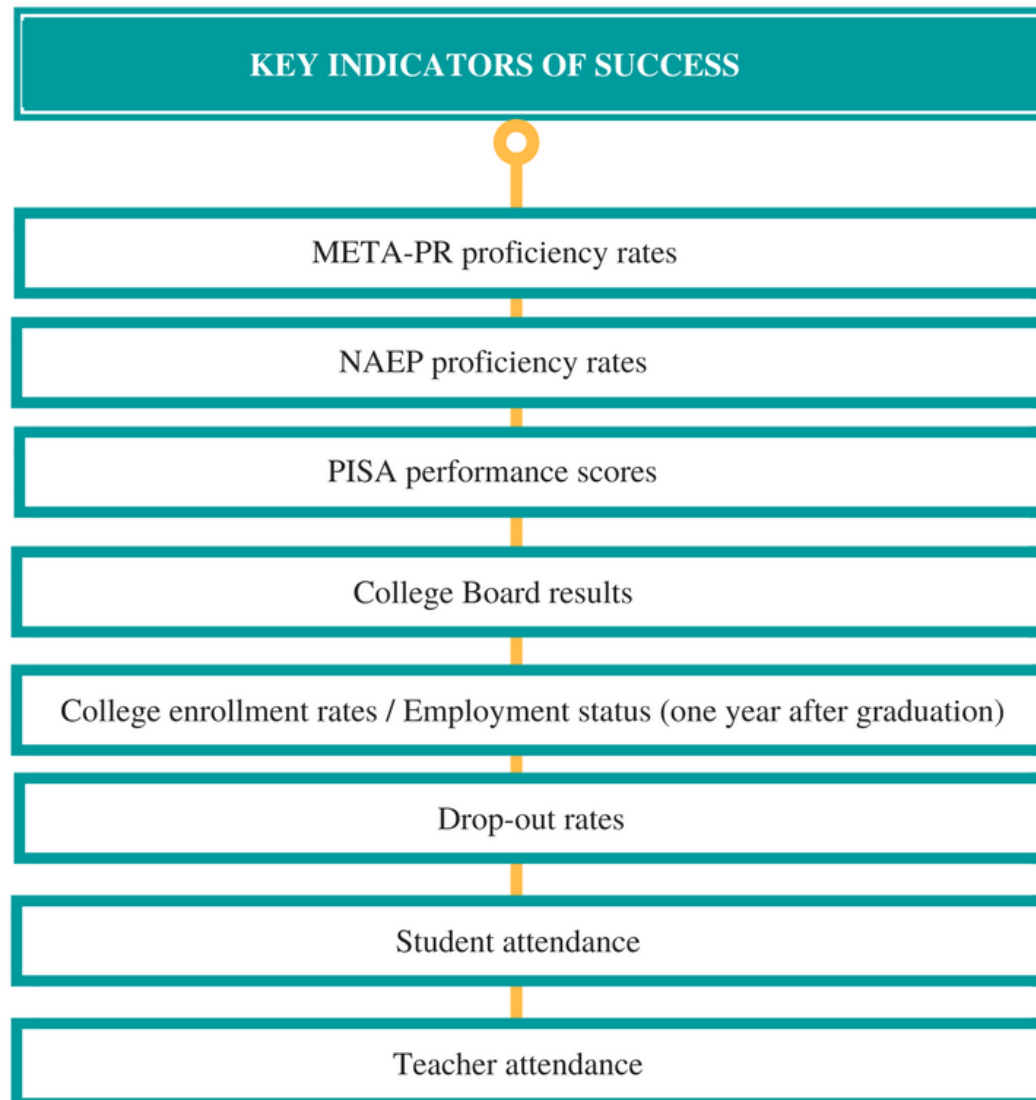 KEY INDICATORS OF SUCCESS
META-PR proficiency rates
NAEP proficiency rates
PISA performance scores
College Board results
College enrollment rates / Employment status (one year after graduation)
Drop-out rates
Student attendance
Teacher attendance